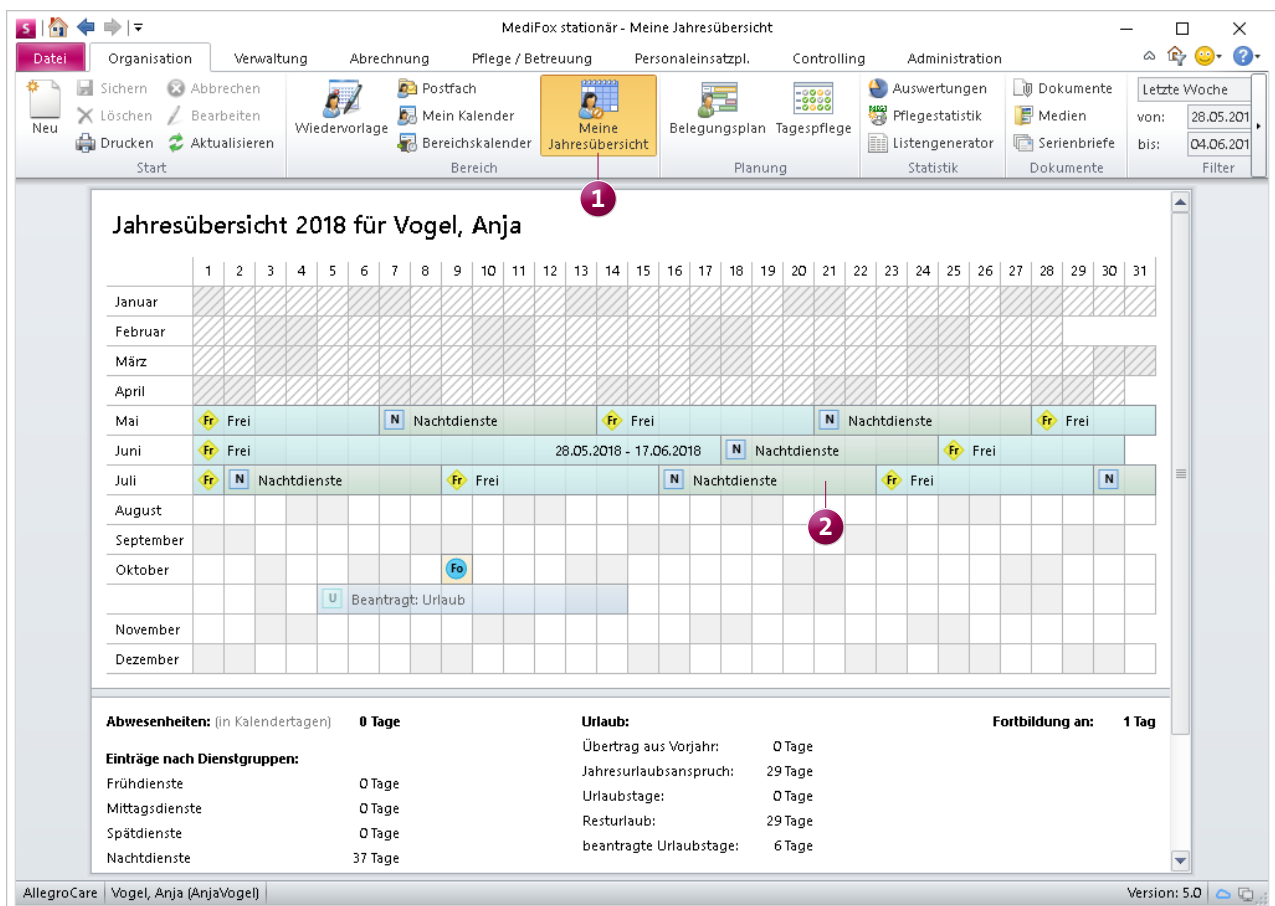 S
MediFox stationär - Meine Jahresübersicht
Datei Organisation Verwaltung Abrechnung Pflege / Betreuung Personaleinsatzpl. Controlling Administration ?
Neu
Sichern Abbrechen
Löschen Bearbeiten
Drucken Aktualisieren
Start
Wiedervorlage
Postfach
Mein Kalender
Bereichskalender
Meine
Jahresübersicht
Bereich
Belegungsplan Tagespflege
Planung
Auswertungen
Pflegestatistik
Listengenerator
Statistik
Dokumente
Medien
Serienbriefe
Dokumente
Letzte Woche
von: 28.05.201
bis: 04.06.201
Filter
1
Jahresübersicht 2018 für Vogel, Anja
1 2 3 4 5 6 7 8 9 10 11 12 13 14 15 16 17 18 19 20 21 22 23 24 25 26 27 28 29 30 31
Januar
Februar
März
April
Mai Fr Frei N Nachtdienste Fr Frei N Nachtdienste Fr Frei
Juni Fr Frei 28.05.2018 - 17.06.2018 N Nachtdienste Fr Frei
Juli Fr N Nachtdienste Fr Frei N Nachtdienste Fr Frei N
August
2
September
Oktober Fo
U Beantragt: Urlaub
November
Dezember
Abwesenheiten: (in Kalendertagen) 0 Tage
Einträge nach Dienstgruppen:
Frühdienste 0 Tage
Mittagsdienste 0 Tage
Spätdienste 0 Tage
Nachtdienste 37 Tage
Urlaub:
Übertrag aus Vorjahr: 0 Tage
Jahresurlaubsanspruch: 29 Tage
Urlaubstage: 0 Tage
Resturlaub: 29 Tage
beantragte Urlaubstage: 6 Tage
Fortbildung an: 1 Tag
AllegroCare Vogel, Anja (AnjaVogel) Version: 5.0